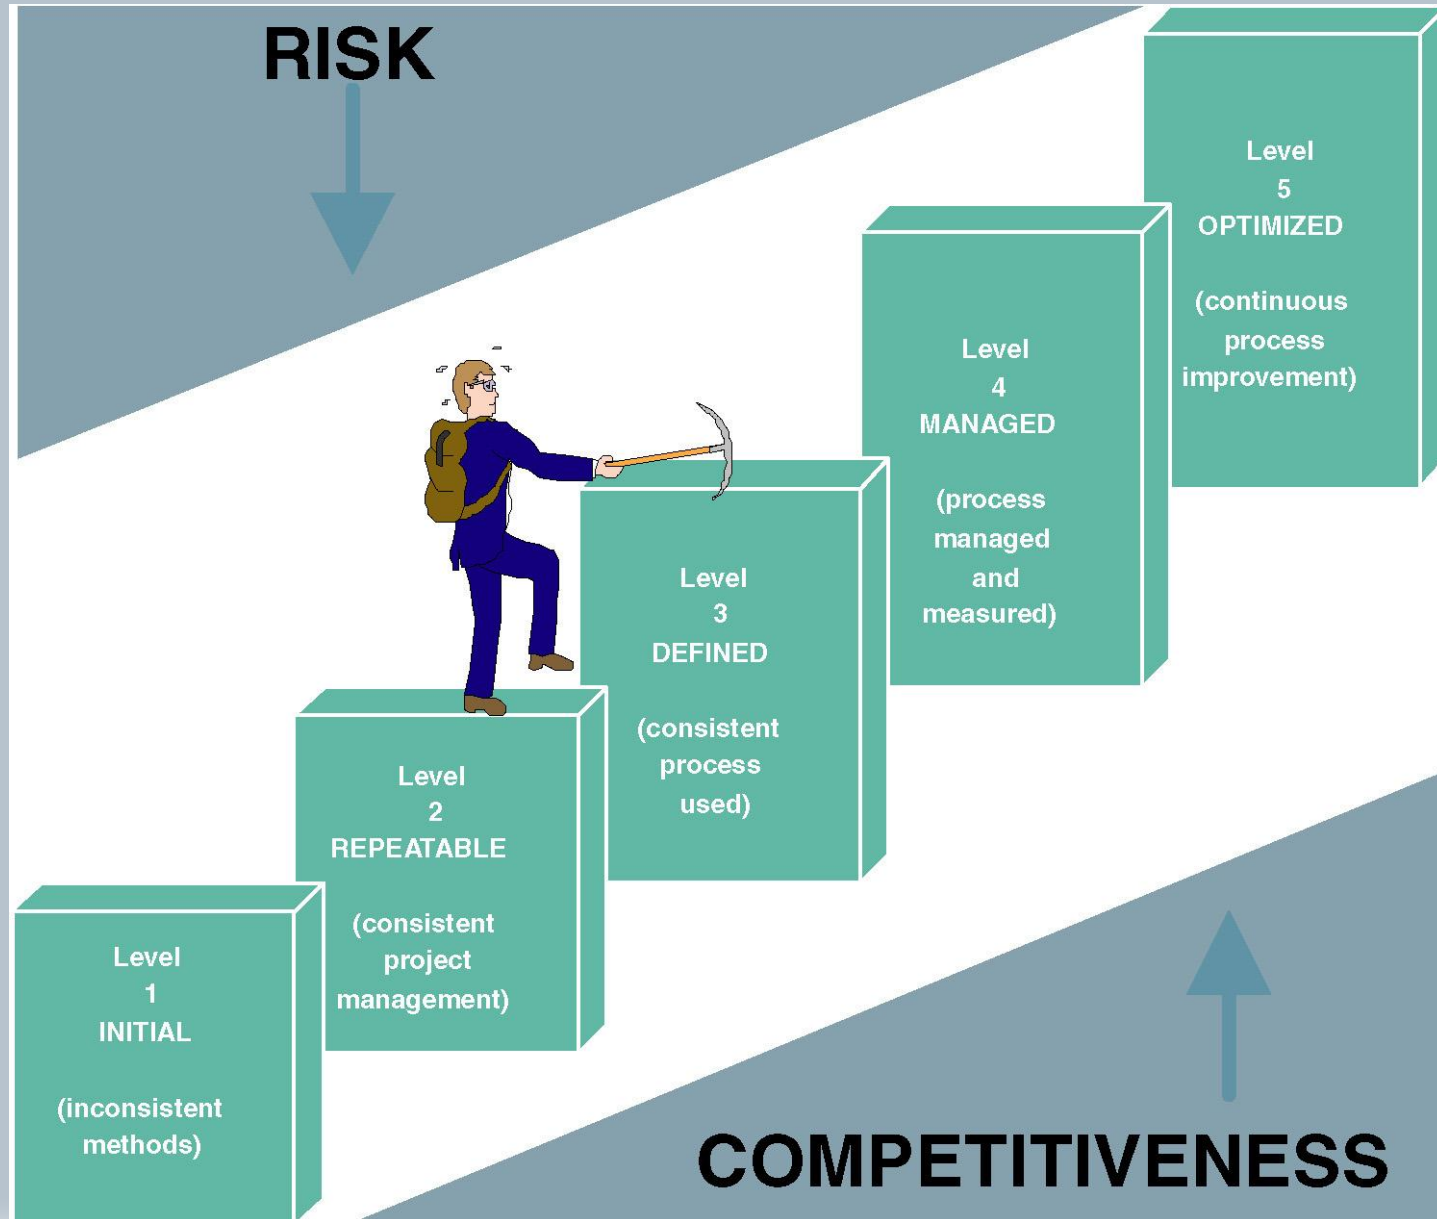 RISK
Level
1
INITIAL
(inconsistent
methods)
Level
2
REPEATABLE
(consistent
project
management)
Level
3
DEFINED
(consistent
process
used)
Level
4
MANAGED
(process
managed
and
measured)
Level
5
OPTIMIZED
(continuous
process
improvement)
COMPETITIVENESS